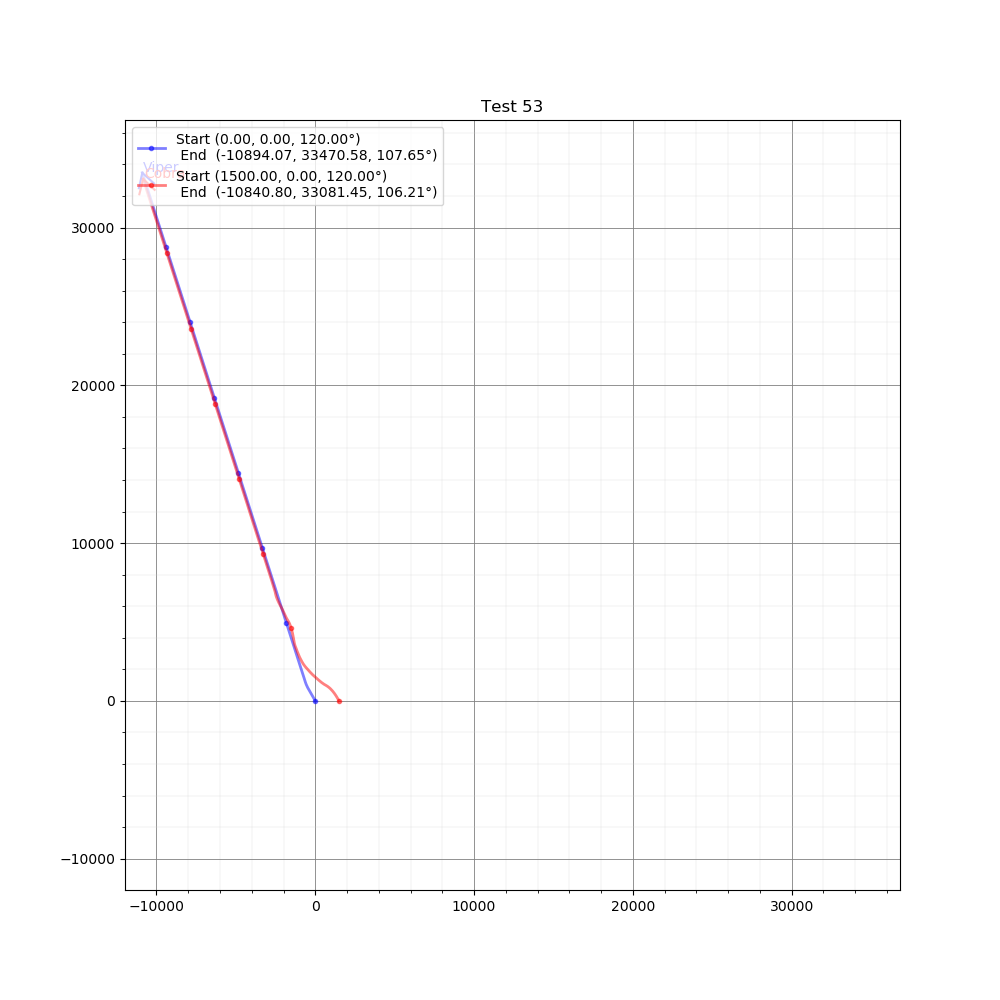 Test 53
Start (0.00, 0.00, 120.00°)
End (-10894.07, 33470.58, 107.65°)
Start (1500.00, 0.00, 120.00°)
End (-10840.80, 33081.45, 106.21°)
Viper
30000
20000
10000
0
−10000
−10000 0 10000 20000 30000